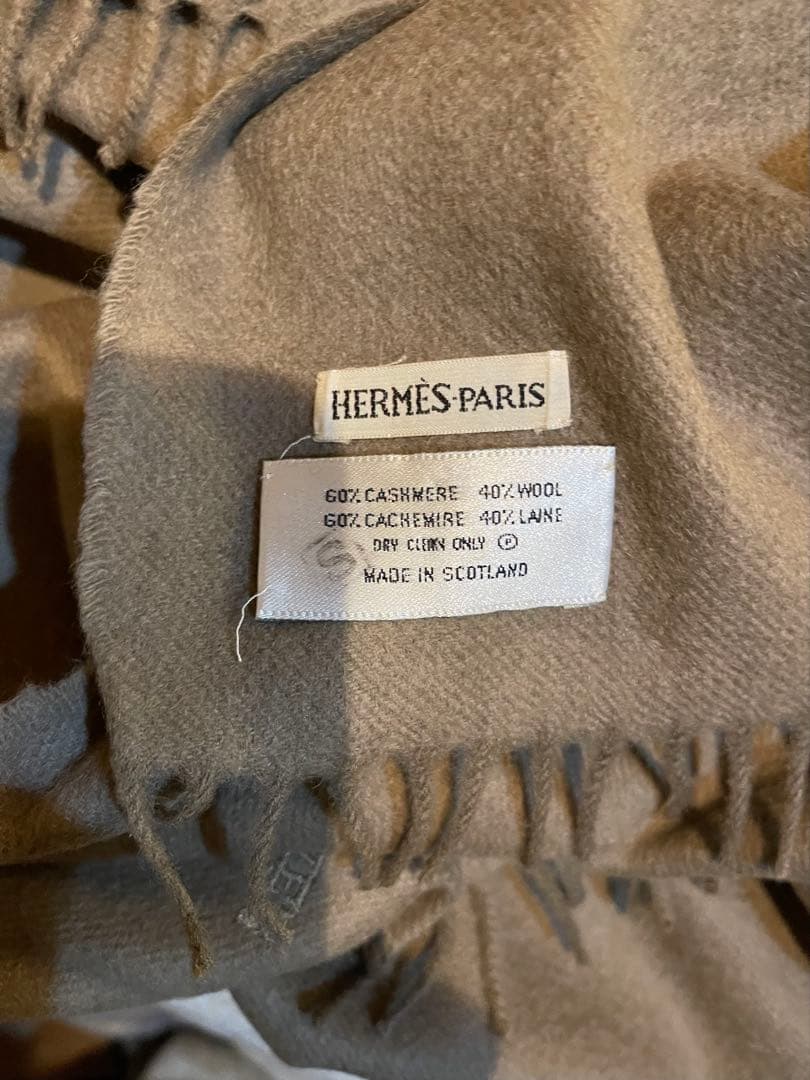 HERMÈS·PARIS
60% CASHMERE 40% WOOL
60% CACHEMIRE 40% LAINE
DRY CLEAN ONLY Ⓟ
S
MADE IN SCOTLAND